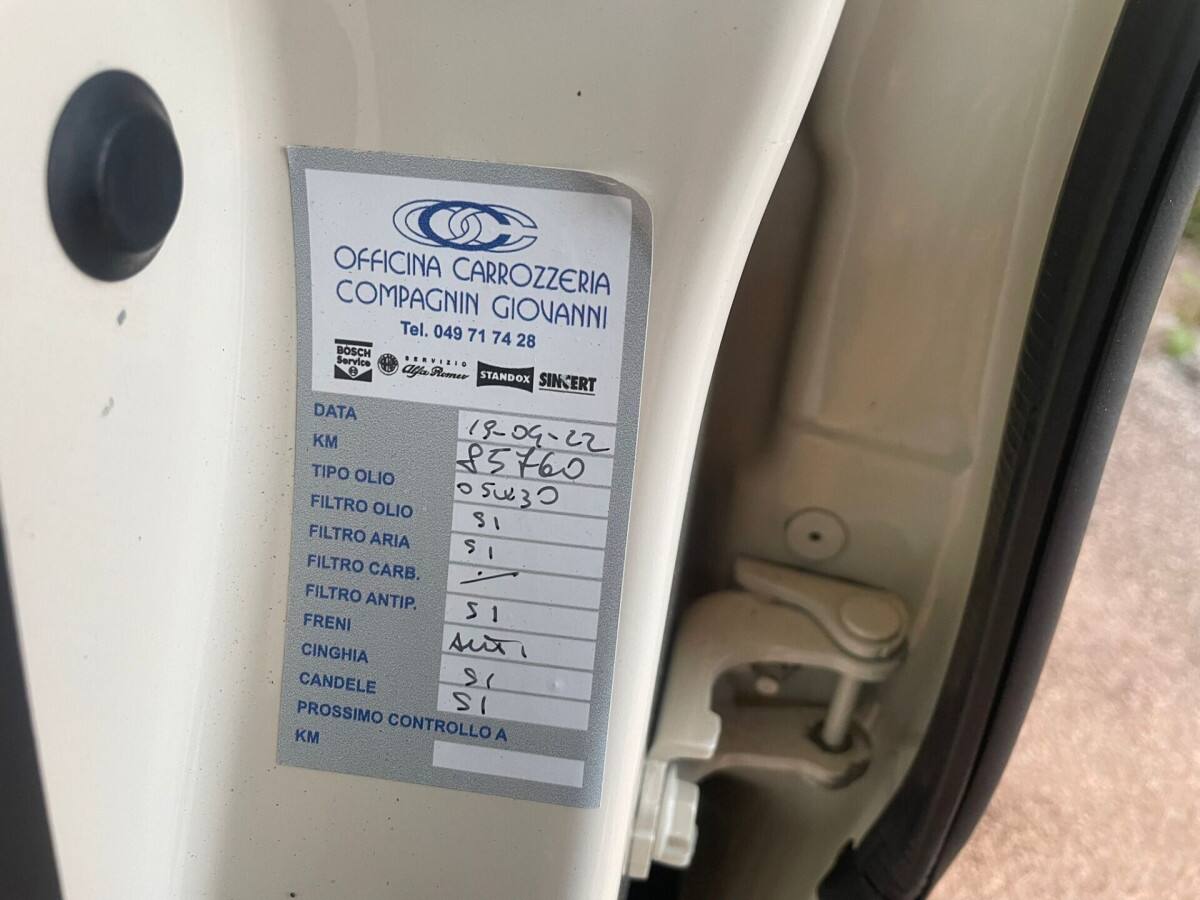 OFFICINA CARROZZERIA
COMPAGNIN GIOVANNI
Tel. 049 71 74 28
BOSCH Service SERVIZIO Alfa Romeo STANDOX SINCERT
DATA 19-09-22
KM 85760
TIPO OLIO 05W30
FILTRO OLIO SI
FILTRO ARIA SI
FILTRO CARB. /
FILTRO ANTIP. SI
FRENI
CINGHIA SI
CANDELE SI
PROSSIMO CONTROLLO A
KM